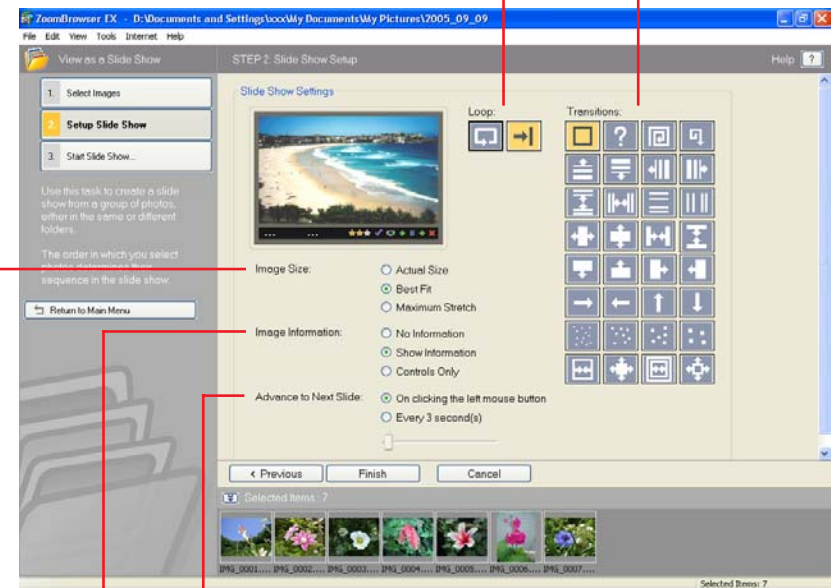 ZoomBrowser EX - D:\Documents and Settings\xxx\My Documents\My Pictures\2005_09_09
File Edit View Tools Internet Help
View as a Slide Show
STEP 2: Slide Show Setup
Help ?
1. Select Images
2. Setup Slide Show
3. Start Slide Show...
Use this task to create a slide
show from a group of photos,
either in the same or different
folders.
The order in which you select
photos determines their
sequence in the slide show.
Return to Main Menu
Slide Show Settings
Loop:
Transitions:
Image Size:
Actual Size
Best Fit
Maximum Stretch
Image Information:
No Information
Show Information
Controls Only
Advance to Next Slide:
On clicking the left mouse button
Every 3 second(s)
< Previous
Finish
Cancel
Selected Items: 7
IMG_0001.... IMG_0002.... IMG_0003.... IMG_0004.... IMG_0005.... IMG_0006.... IMG_0007....
Selected Items: 7